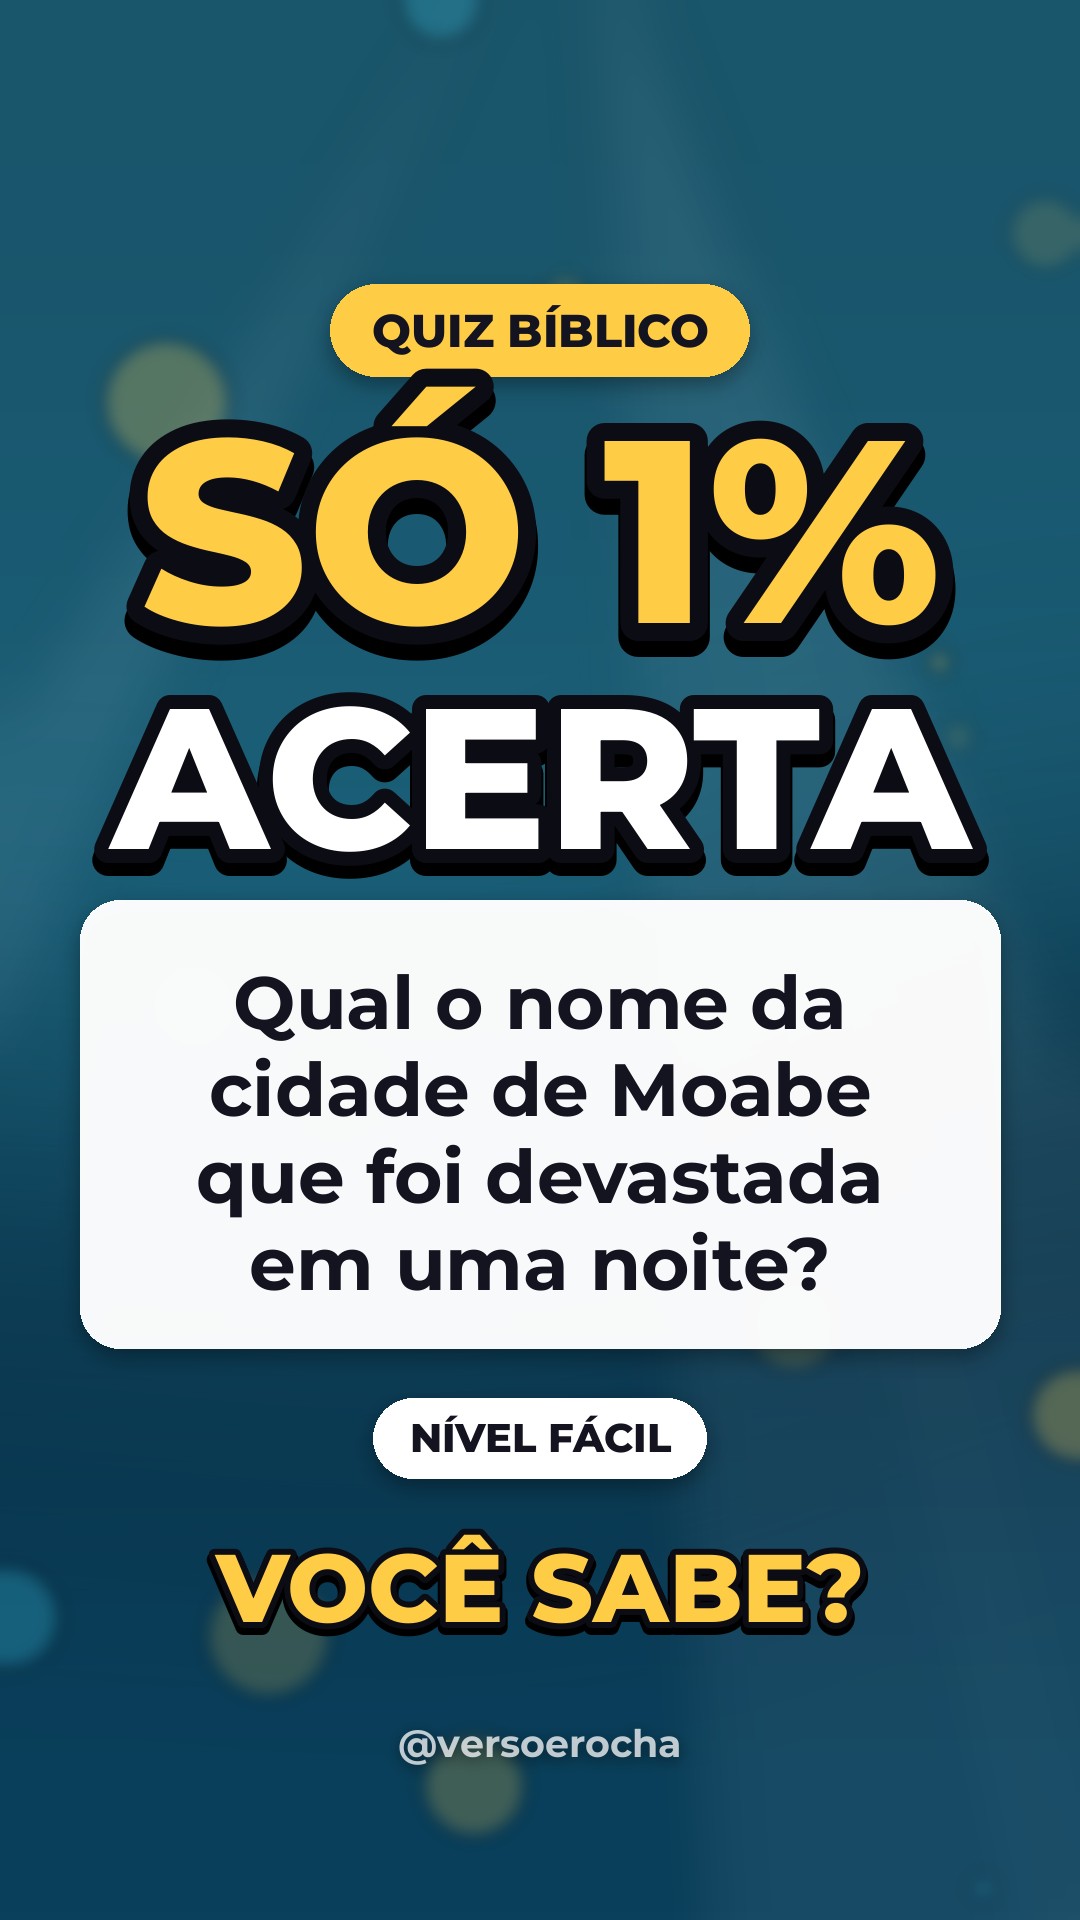 QUIZ BÍBLICO
SÓ 1%
ACERTA
Qual o nome da
cidade de Moabe
que foi devastada
em uma noite?
NÍVEL FÁCIL
VOCÊ SABE?
@versoerocha